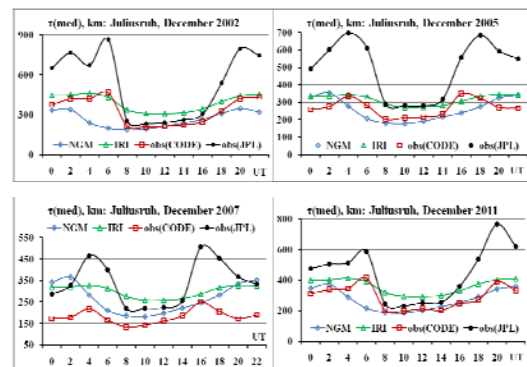 τ(med), km: Juliusruh, December 2002
900
600
300
0
NGM IRI obs(CODE) obs(JPL)
0 2 4 6 8 10 12 14 16 18 20 UT
τ(med), km: Juliusruh, December 2005
700
600
500
400
300
200
100
0
NGM IRI obs(CODE) obs(JPL)
0 2 4 6 8 10 12 14 16 18 20 UT
τ(med), km: Juliusruh, December 2007
550
450
350
250
150
50
NGM IRI obs(CODE) obs(JPL)
UT
0 2 4 6 8 10 12 14 16 18 20 22
τ(med), km: Juliusruh, December 2011
800
600
400
200
0
NGM IRI obs(CODE) obs(JPL)
0 2 4 6 8 10 12 14 16 18 20 UT